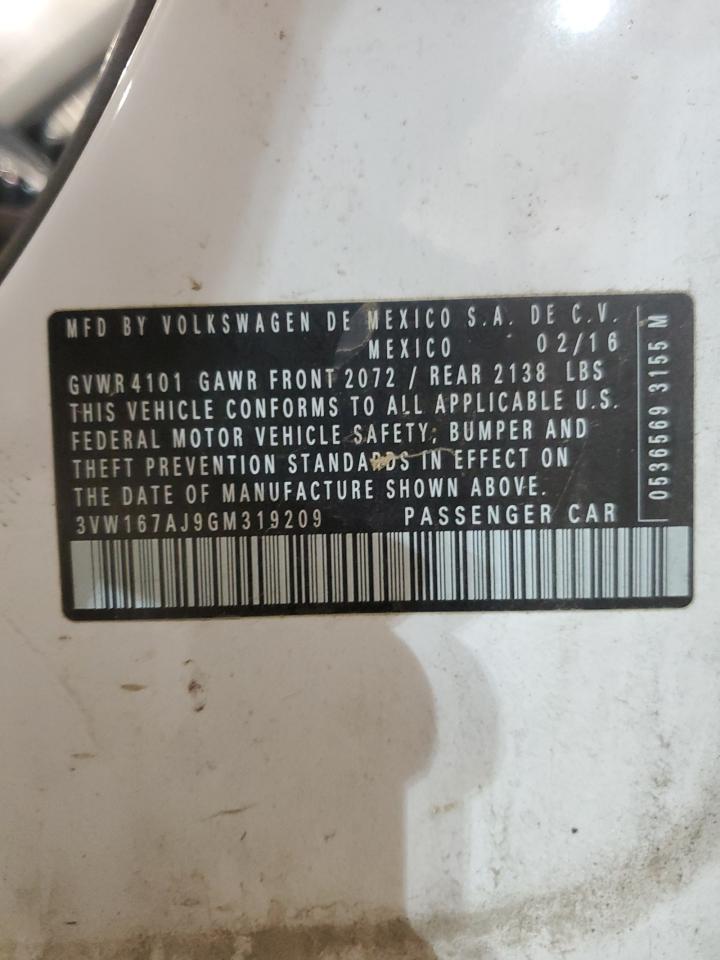 MFD BY VOLKSWAGEN DE MEXICO S.A. DE C.V.
MEXICO 02/16
GVWR 4101 GAWR FRONT 2072 / REAR 2138 LBS
THIS VEHICLE CONFORMS TO ALL APPLICABLE U.S.
FEDERAL MOTOR VEHICLE SAFETY, BUMPER AND
THEFT PREVENTION STANDARDS IN EFFECT ON
THE DATE OF MANUFACTURE SHOWN ABOVE.
3VW167AJ9GM319209 PASSENGER CAR
0536569 3155 M